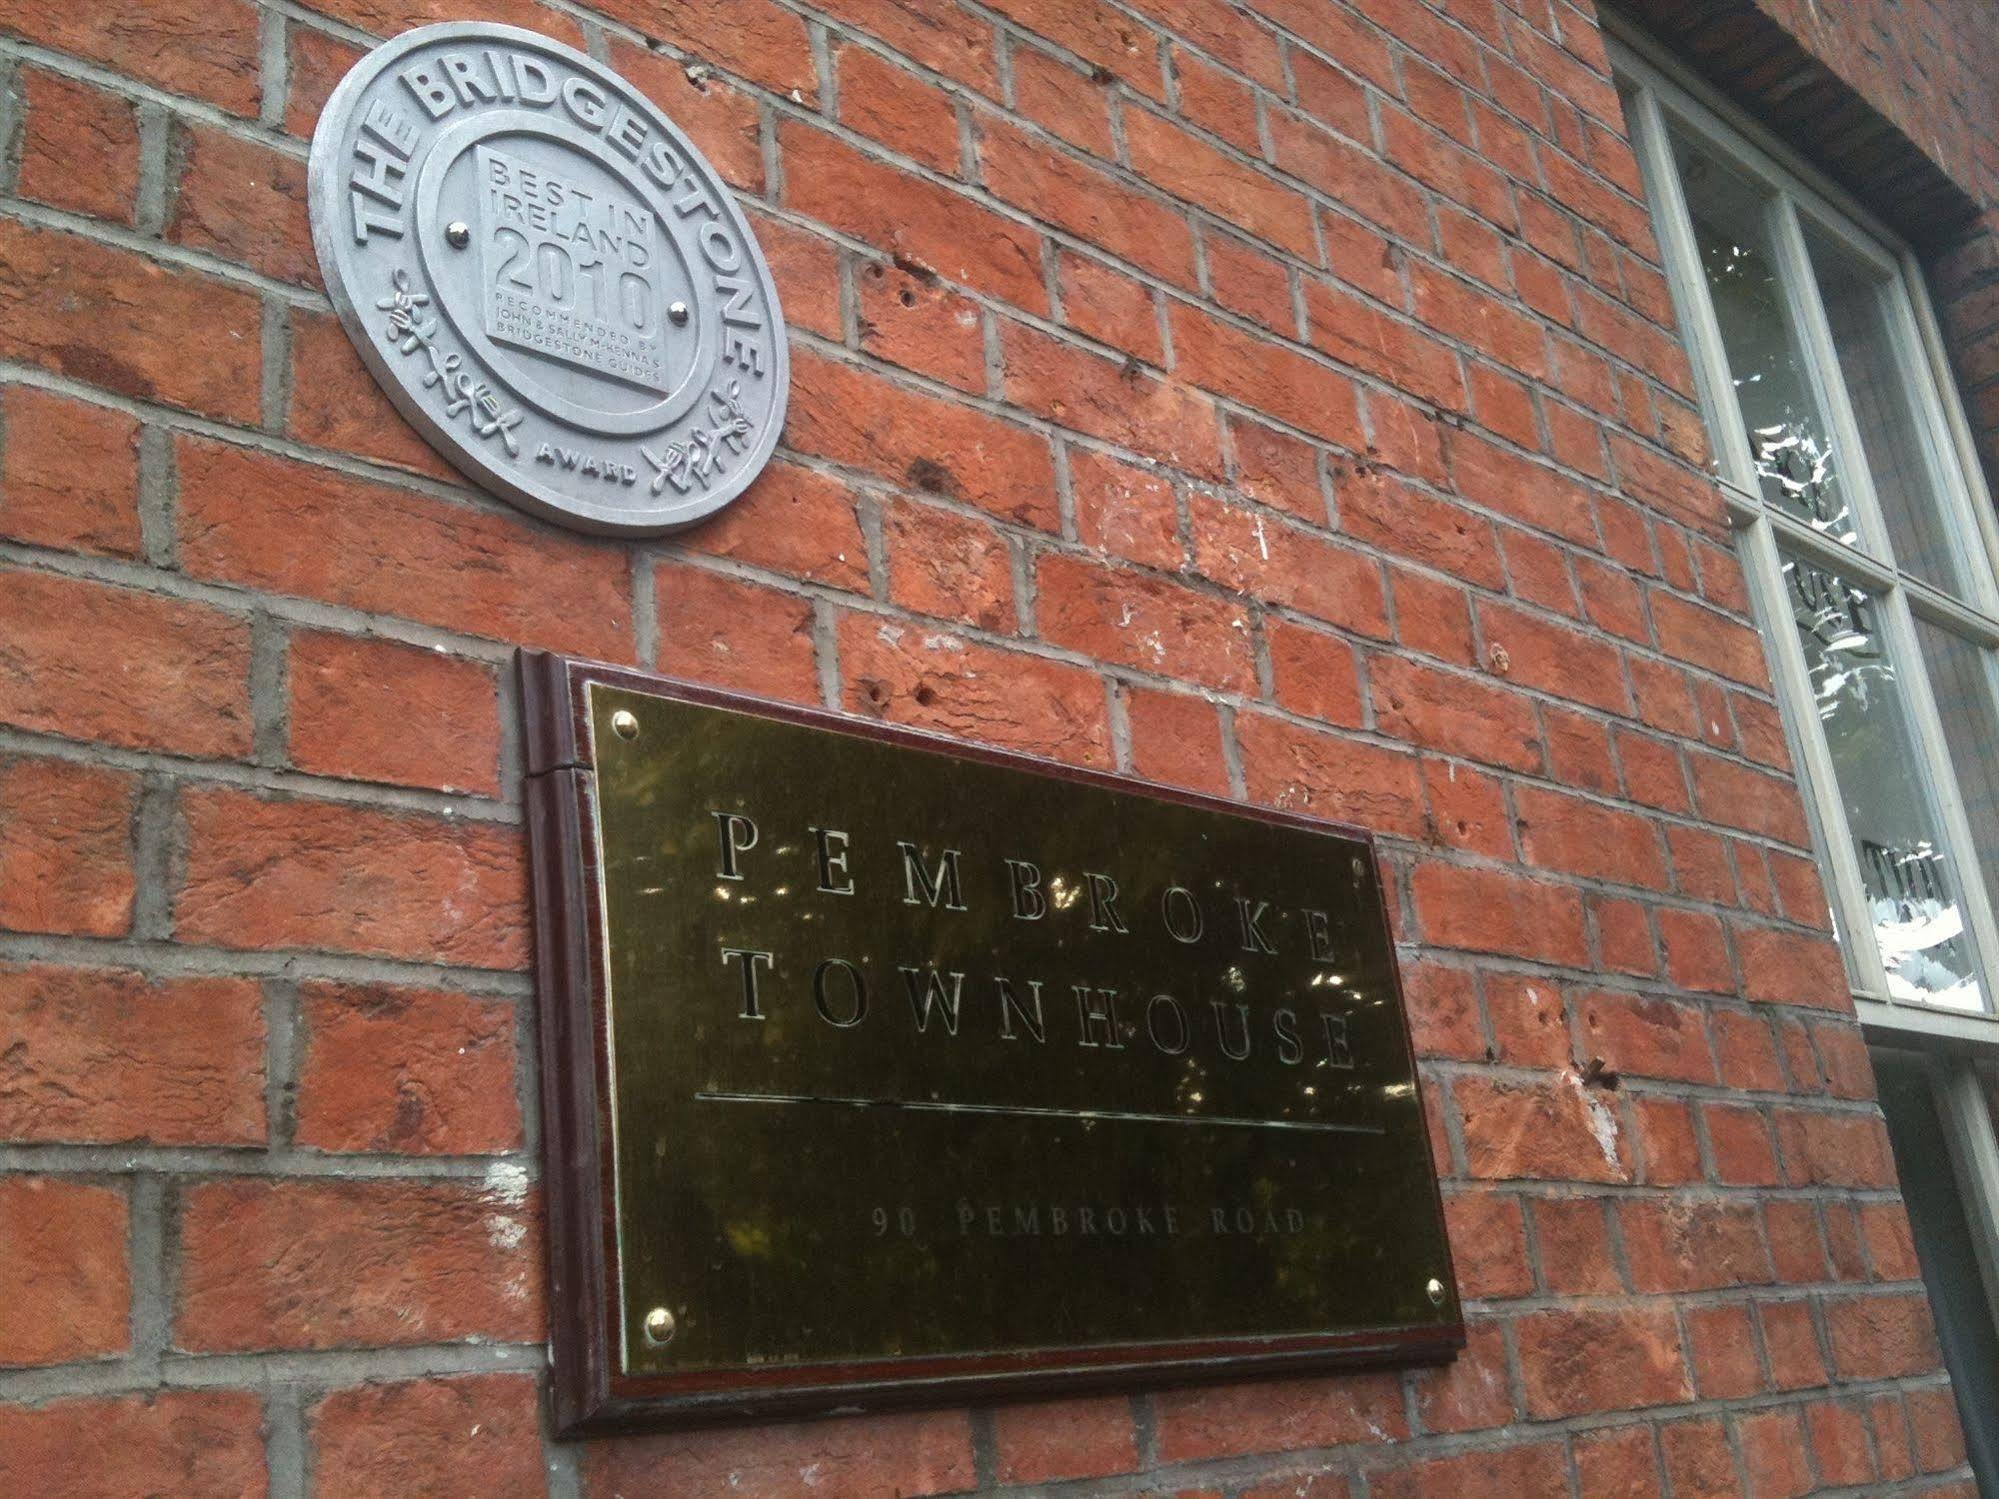 THE BRIDGESTONE
BEST IN
IRELAND
2010
RECOMMENDED BY
JOHN & SALLY McKENNA'S
BRIDGESTONE GUIDES
AWARD
PEMBROKE
TOWNHOUSE
90 PEMBROKE ROAD